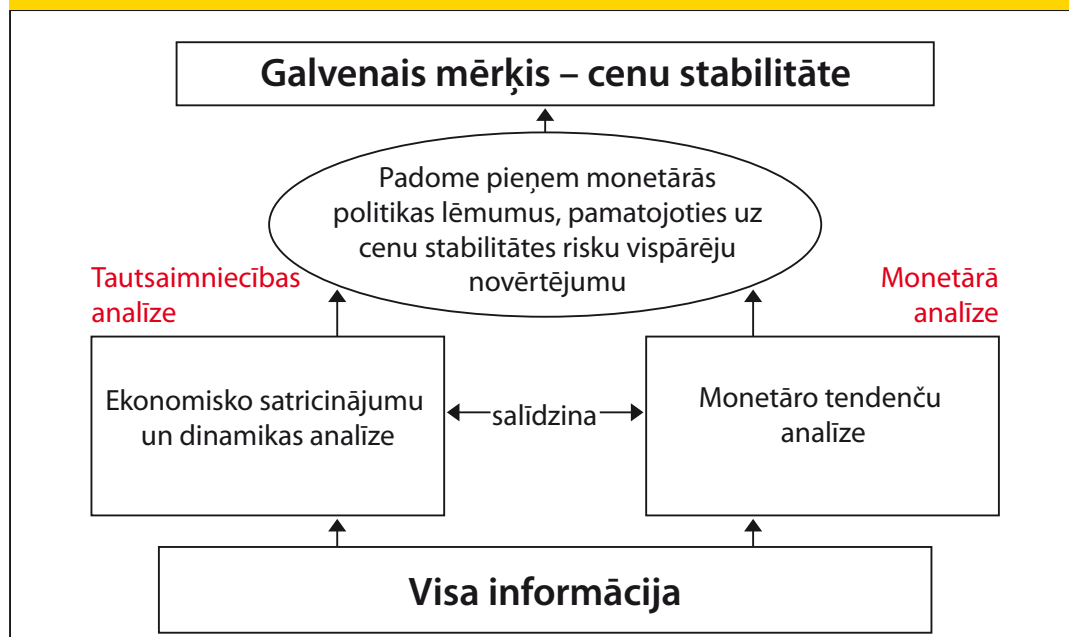 Galvenais mērķis – cenu stabilitāte
Padome pieņem monetārās
politikas lēmumus, pamatojoties uz
cenu stabilitātes risku vispārēju
novērtējumu
Tautsaimniecības
analīze
Monetārā
analīze
Ekonomisko satricinājumu
un dinamikas analīze
salīdzina
Monetāro tendenču
analīze
Visa informācija